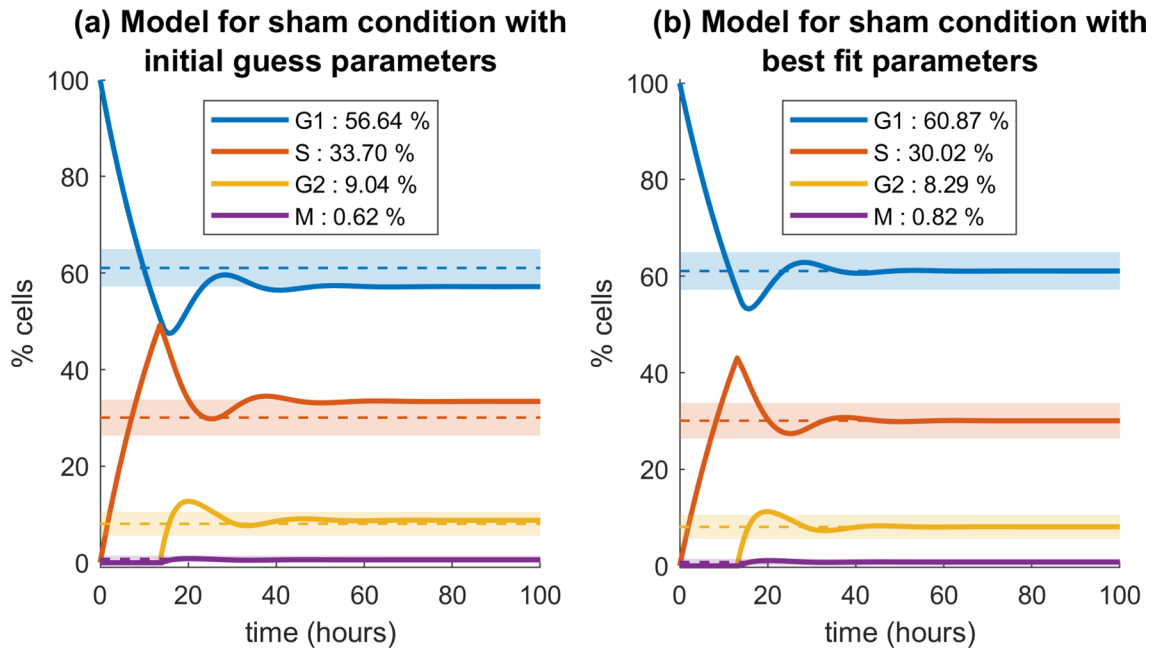 (a) Model for sham condition with
initial guess parameters
100
80
60
40
20
0
% cells
G1 : 56.64 %
S : 33.70 %
G2 : 9.04 %
M : 0.62 %
0 20 40 60 80 100
time (hours)
(b) Model for sham condition with
best fit parameters
100
80
60
40
20
0
% cells
G1 : 60.87 %
S : 30.02 %
G2 : 8.29 %
M : 0.82 %
0 20 40 60 80 100
time (hours)